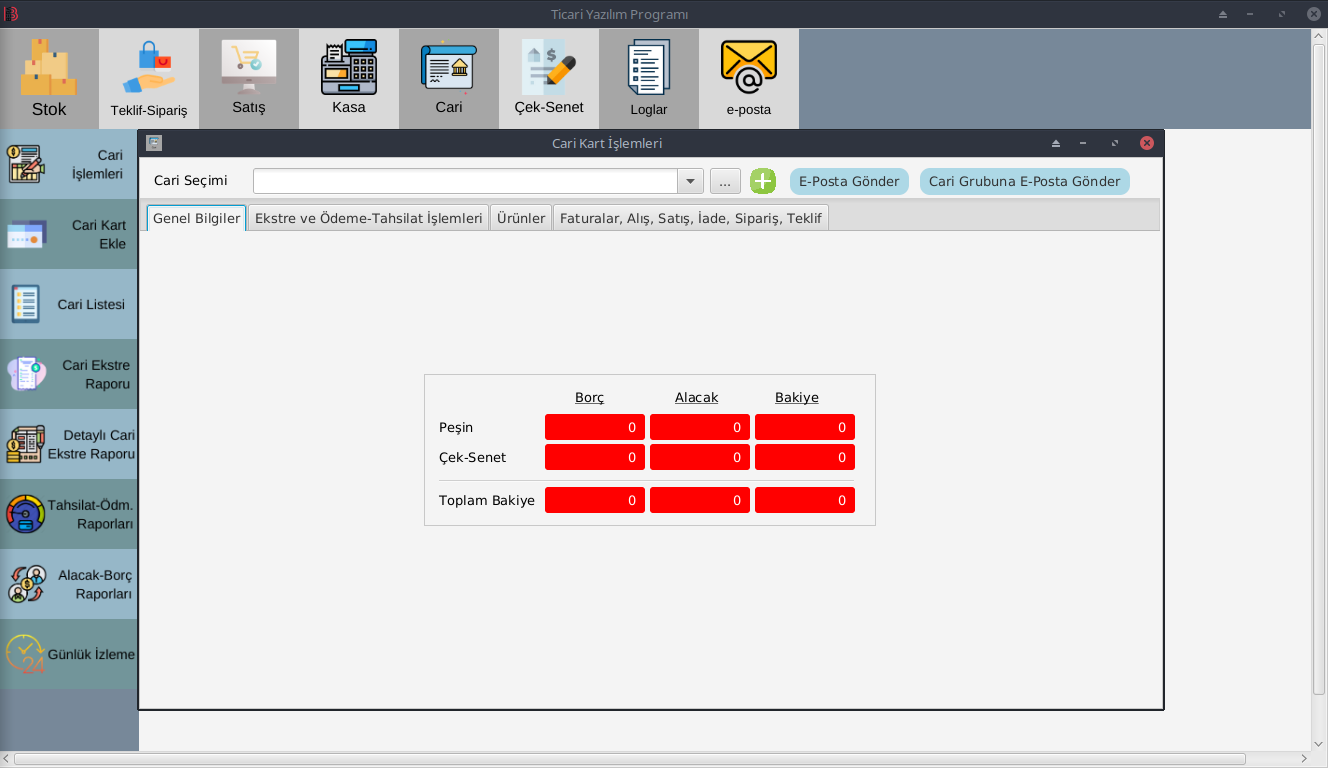 Ticari Yazılım Programı
Stok
Teklif-Sipariş
Satış
Kasa
Cari
Çek-Senet
Loglar
e-posta
Cari
İşlemleri
Cari Kart
Ekle
Cari Listesi
Cari Ekstre
Raporu
Detaylı Cari
Ekstre Raporu
Tahsilat-Ödm.
Raporları
Alacak-Borç
Raporları
24
Günlük İzleme
Cari Kart İşlemleri
Cari Seçimi
...
E-Posta Gönder
Cari Grubuna E-Posta Gönder
Genel Bilgiler
Ekstre ve Ödeme-Tahsilat İşlemleri
Ürünler
Faturalar, Alış, Satış, İade, Sipariş, Teklif
Borç Alacak Bakiye
Peşin 0 0 0
Çek-Senet 0 0 0
Toplam Bakiye 0 0 0